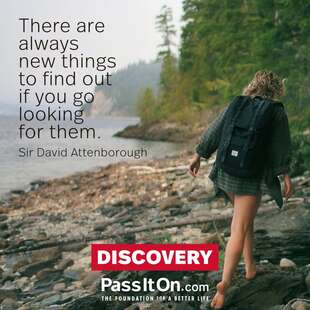 There are
always
new things
to find out
if you go
looking
for them.
Sir David Attenborough
DISCOVERY
PassItOn.com
THE FOUNDATION FOR A BETTER LIFE